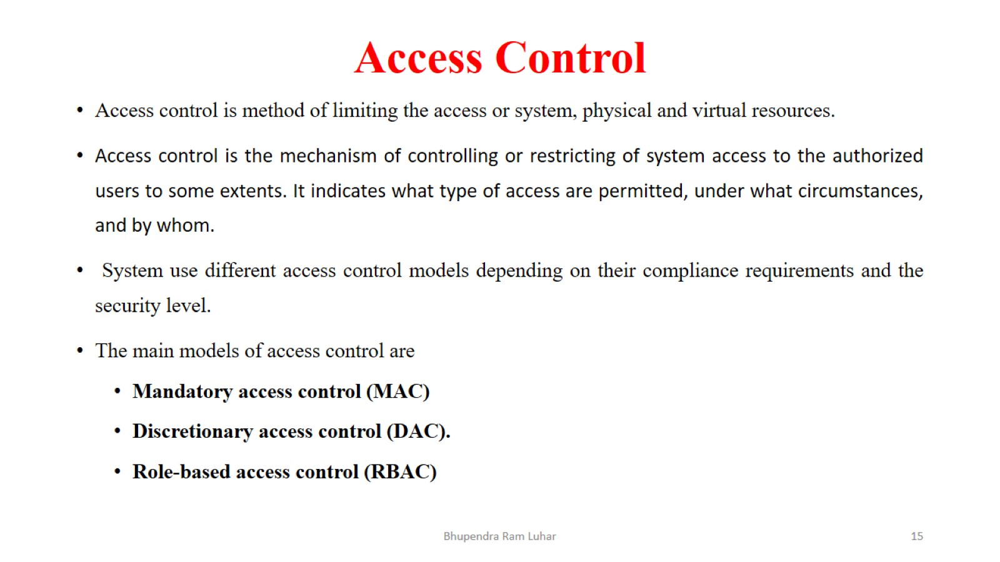 Access Control
• Access control is method of limiting the access or system, physical and virtual resources.
• Access control is the mechanism of controlling or restricting of system access to the authorized
users to some extents. It indicates what type of access are permitted, under what circumstances,
and by whom.
• System use different access control models depending on their compliance requirements and the
security level.
• The main models of access control are
• Mandatory access control (MAC)
• Discretionary access control (DAC).
• Role-based access control (RBAC)
Bhupendra Ram Luhar 15